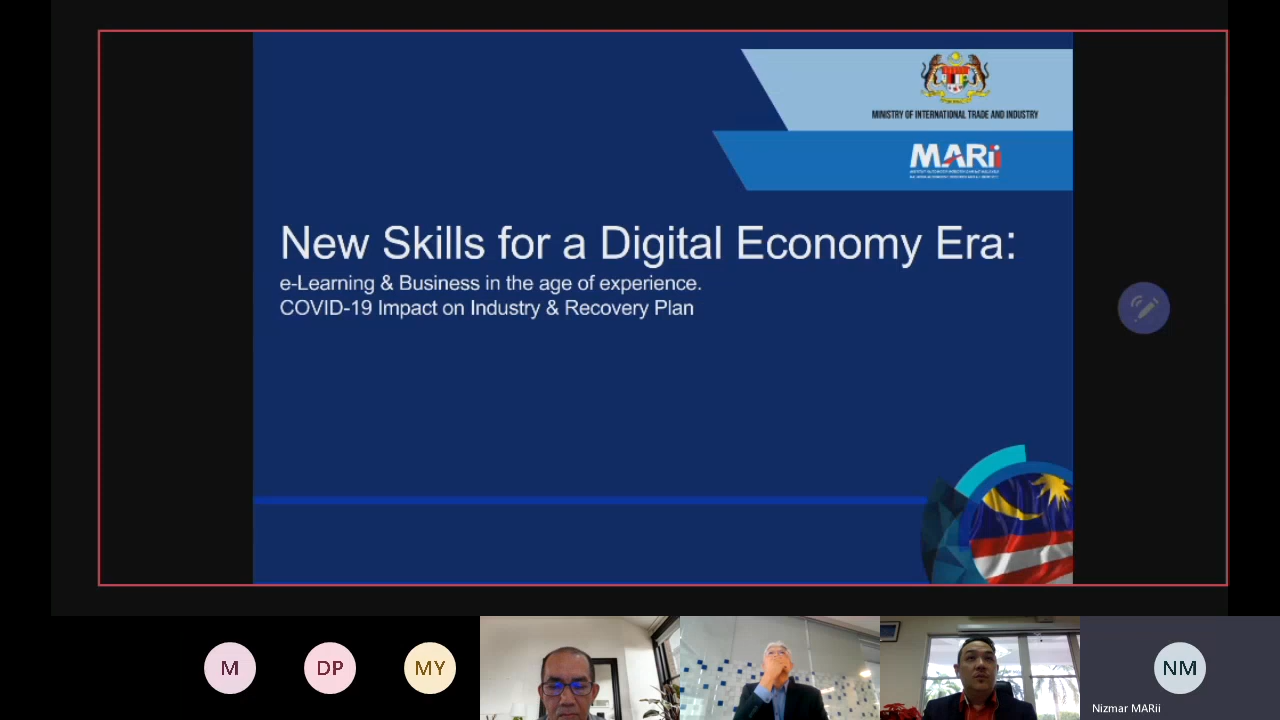 MINISTRY OF INTERNATIONAL TRADE AND INDUSTRY
MARii
New Skills for a Digital Economy Era:
e-Learning & Business in the age of experience.
COVID-19 Impact on Industry & Recovery Plan
M
DP
MY
NM
Nizmar MARii